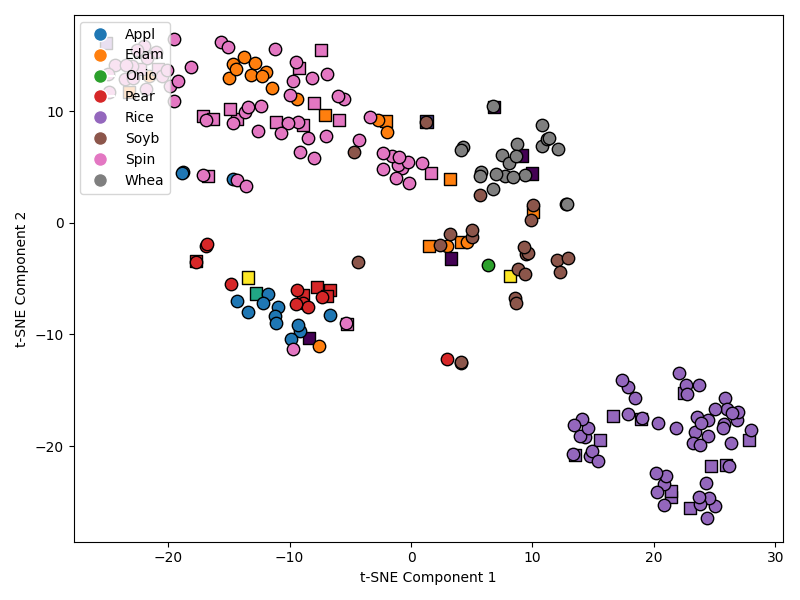 Appl
Edam
Onio
Pear
Rice
Soyb
Spin
Whea
t-SNE Component 2
10
0
−10
−20
−20
−10
0
10
20
30
t-SNE Component 1